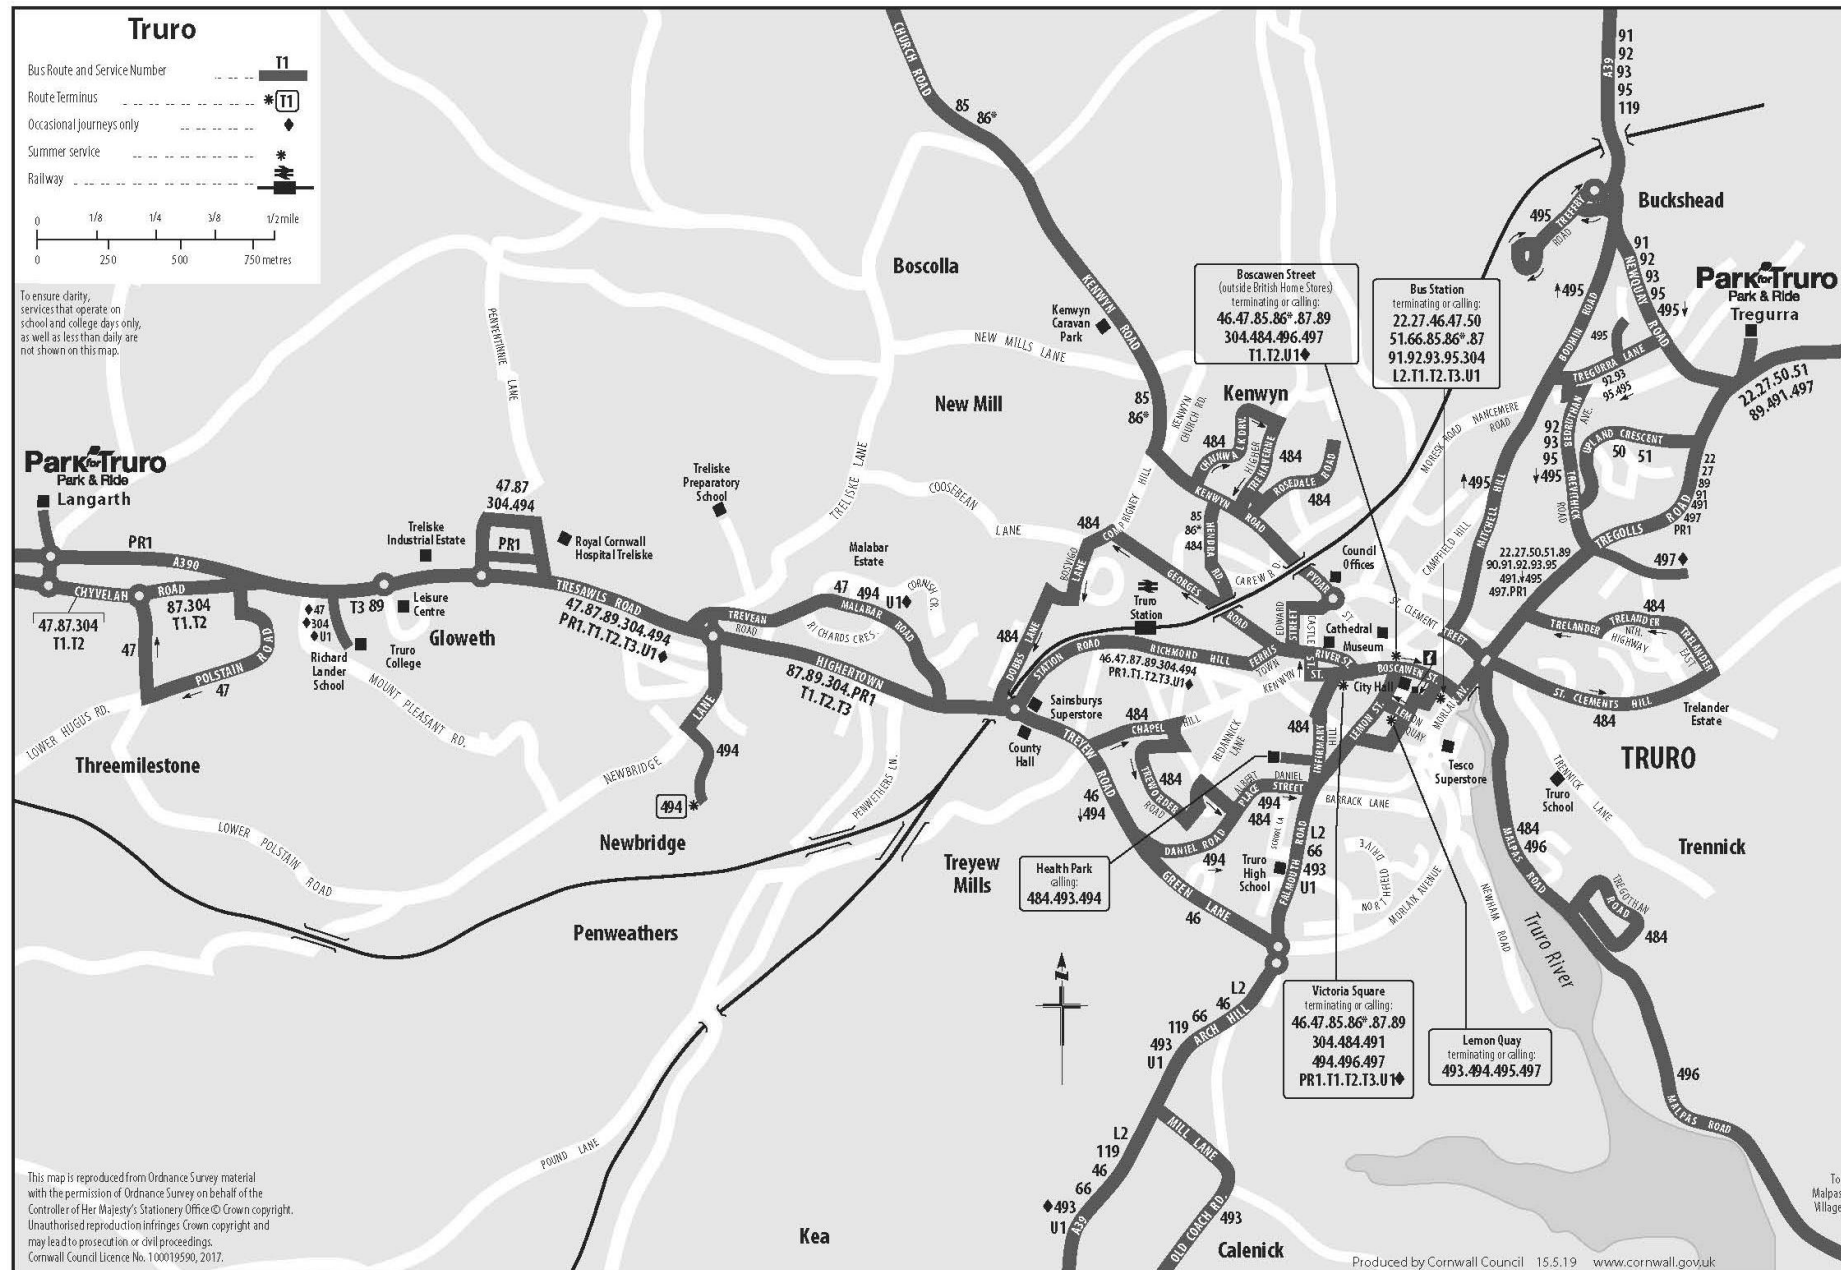 Truro
Bus Route and Service Number
T1
Route Terminus
* T1
Occasional journeys only
♦
Summer service
*
Railway
0 1/8 1/4 3/8 1/2 mile
0 250 500 750 metres
To ensure clarity,
services that operate on
school and college days only,
as well as less than daily are
not shown on this map.
CHURCH ROAD
85
86*
91
92
93
95
119
A39
Buckshead
495
TREFFRY
ROAD
91
92
93
95
495↓
NEWQUAY ROAD
Park for Truro
Park & Ride
Tregurra
↑495
BODMIN ROAD
495
TREGURRA LANE
92.93
95.495
22.27.50.51
89.491.497
Boscolla
PENVENTINNIE
LANE
Kenwyn
Caravan
Park
KENWYN ROAD
NEW MILLS LANE
New Mill
85
86*
KENWYN
CHURCH RD.
Boscawen Street
(outside British Home Stores)
terminating or calling:
46.47.85.86*.87.89
304.484.496.497
T1.T2.U1♦
Bus Station
terminating or calling:
22.27.46.47.50
51.66.85.86*.87
91.92.93.95.304
L2.T1.T2.T3.U1
Kenwyn
484
CHAINWALK DRV.
HIGHER
TREHAVERNE
484
ROSEDALE ROAD
484
MORESK ROAD
NANCEMERE
ROAD
92
93
95
↓495
BEDRUTHAN
AVE.
UPLAND CRESCENT
50 51
TREVITHICK
ROAD
22
27
89
91
491
497
PR1
TREGOLLS ROAD
↑495
MITCHELL HILL
CAMPFIELD HILL
Park for Truro
Park & Ride
Langarth
PR1
A390
CHYVELAH ROAD
87.304
T1.T2
47.87.304
T1.T2
47
POLSTAIN ROAD
47
47.87
304.494
PR1
Treliske
Industrial Estate
Royal Cornwall
Hospital Treliske
Treliske
Preparatory
School
TRELISKE LANE
COOSEBEAN
LANE
Malabar
Estate
T3 89
Leisure
Centre
♦47
♦304
♦U1
Richard
Lander
School
Truro
College
Gloweth
TRESAWLS ROAD
47.87.89.304.494
PR1.T1.T2.T3.U1♦
TREVEAN
ROAD
47
494
U1♦
MALABAR ROAD
CORNISH CR.
RICHARDS CRES.
HIGHERTOWN
87.89.304.PR1
T1.T2.T3
MOUNT PLEASANT RD.
LOWER HUGUS RD.
Threemilestone
NEWBRIDGE
LANE
494
494 *
Newbridge
LOWER POLSTAIN
ROAD
PENWETHERS LN.
484
BOSVIGO
LANE
COMPRIGNEY HILL
GEORGES
ROAD
85
86*
484
HENDRA
RD.
KENWYN
ROAD
CAREW RD.
PYDAR
ST.
Council
Offices
Truro
Station
484
DOBBS LANE
STATION ROAD
RICHMOND HILL
46.47.87.89.304.494
PR1.T1.T2.T3.U1♦
FERRIS
TOWN
EDWARD
STREET
CASTLE
ST.
Cathedral
Museum
RIVER ST.
BOSCAWEN ST.
KENWYN
ST.
City Hall
ST. CLEMENT
STREET
22.27.50.51.89
90.91.92.93.95
491.↓495
497.PR1
497♦
484
TRELANDER
TRELANDER
NTH.
HIGHWAY
TRELANDER
EAST
ST. CLEMENTS HILL
484
Trelander
Estate
Sainsburys
Superstore
County
Hall
TREYEW ROAD
484
CHAPEL
HILL
REDANNICK
LANE
484
INFIRMARY
HILL
LEMON ST.
LEMON
QUAY
MORLAIX AV.
Tesco
Superstore
TRURO
TRENNICK
LANE
Truro
School
Trennick
484
TREWORDER
ROAD
ALBERT
PLACE
DANIEL
STREET
494
484
BARRACK LANE
46
↓494
DANIEL ROAD
494
SCHOOL LA
Truro
High
School
FALMOUTH ROAD
L2
66
493
U1
NORTHFIELD DRIVE
MORLAIX AVENUE
NEWHAM
ROAD
484
496
MALPAS ROAD
TREGOTHAN
ROAD
484
Truro River
Treyew
Mills
Health Park
calling:
484.493.494
GREEN LANE
46
Penweathers
N
L2
46
66
119
493
U1
ARCH HILL
Victoria Square
terminating or calling:
46.47.85.86*.87.89
304.484.491
494.496.497
PR1.T1.T2.T3.U1♦
Lemon Quay
terminating or calling:
493.494.495.497
496
MALPAS ROAD
POUND LANE
MILL LANE
L2
119
46
66
♦493
U1
A39
OLD COACH RD.
493
Kea
Calenick
To
Malpas
Village
This map is reproduced from Ordnance Survey material
with the permission of Ordnance Survey on behalf of the
Controller of Her Majesty's Stationery Office © Crown copyright.
Unauthorised reproduction infringes Crown copyright and
may lead to prosecution or civil proceedings.
Cornwall Council Licence No. 100019590, 2017.
Produced by Cornwall Council 15.5.19 www.cornwall.gov.uk